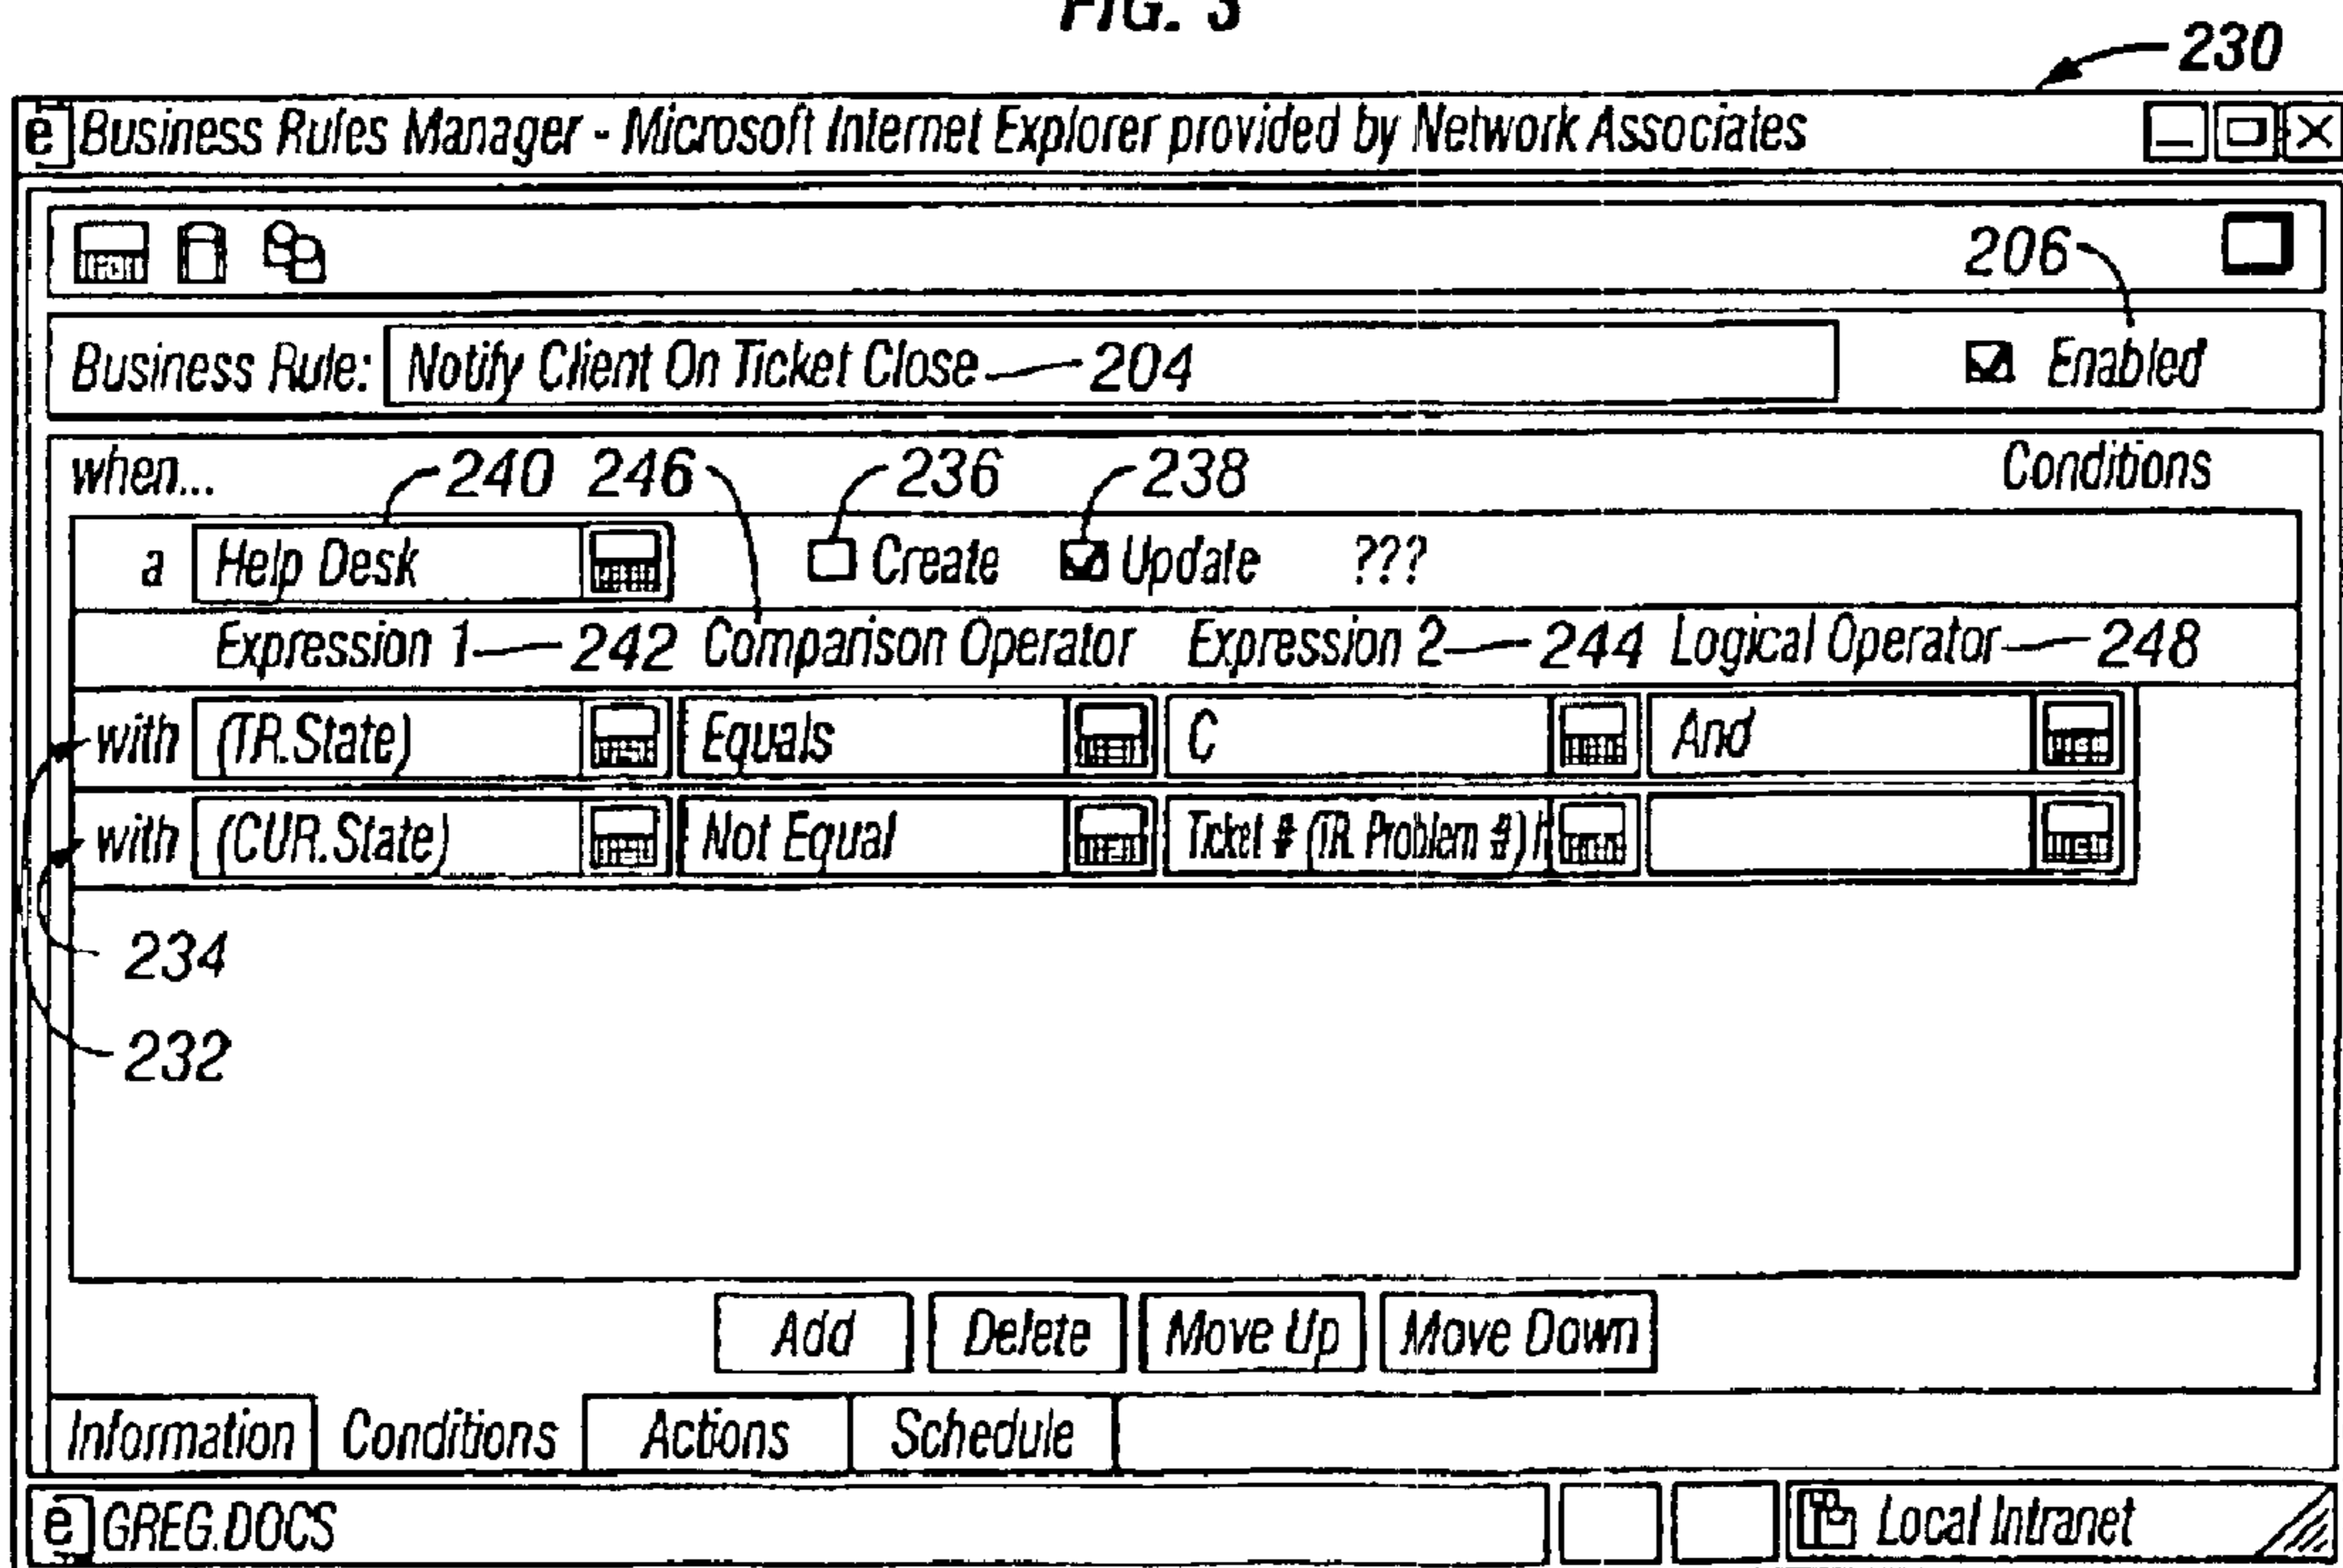 FIG. 3
230
Business Rules Manager - Microsoft Internet Explorer provided by Network Associates
206
Business Rule: Notify Client On Ticket Close 204 Enabled
when... 240 246 236 238 Conditions
a Help Desk Create Update ???
Expression 1 242 Comparison Operator Expression 2 244 Logical Operator 248
with (TR.State) Equals C And
with (CUR.State) Not Equal Ticket # (TR. Problem #) h
234
232
Add Delete Move Up Move Down
Information Conditions Actions Schedule
GREG.DOCS Local Intranet